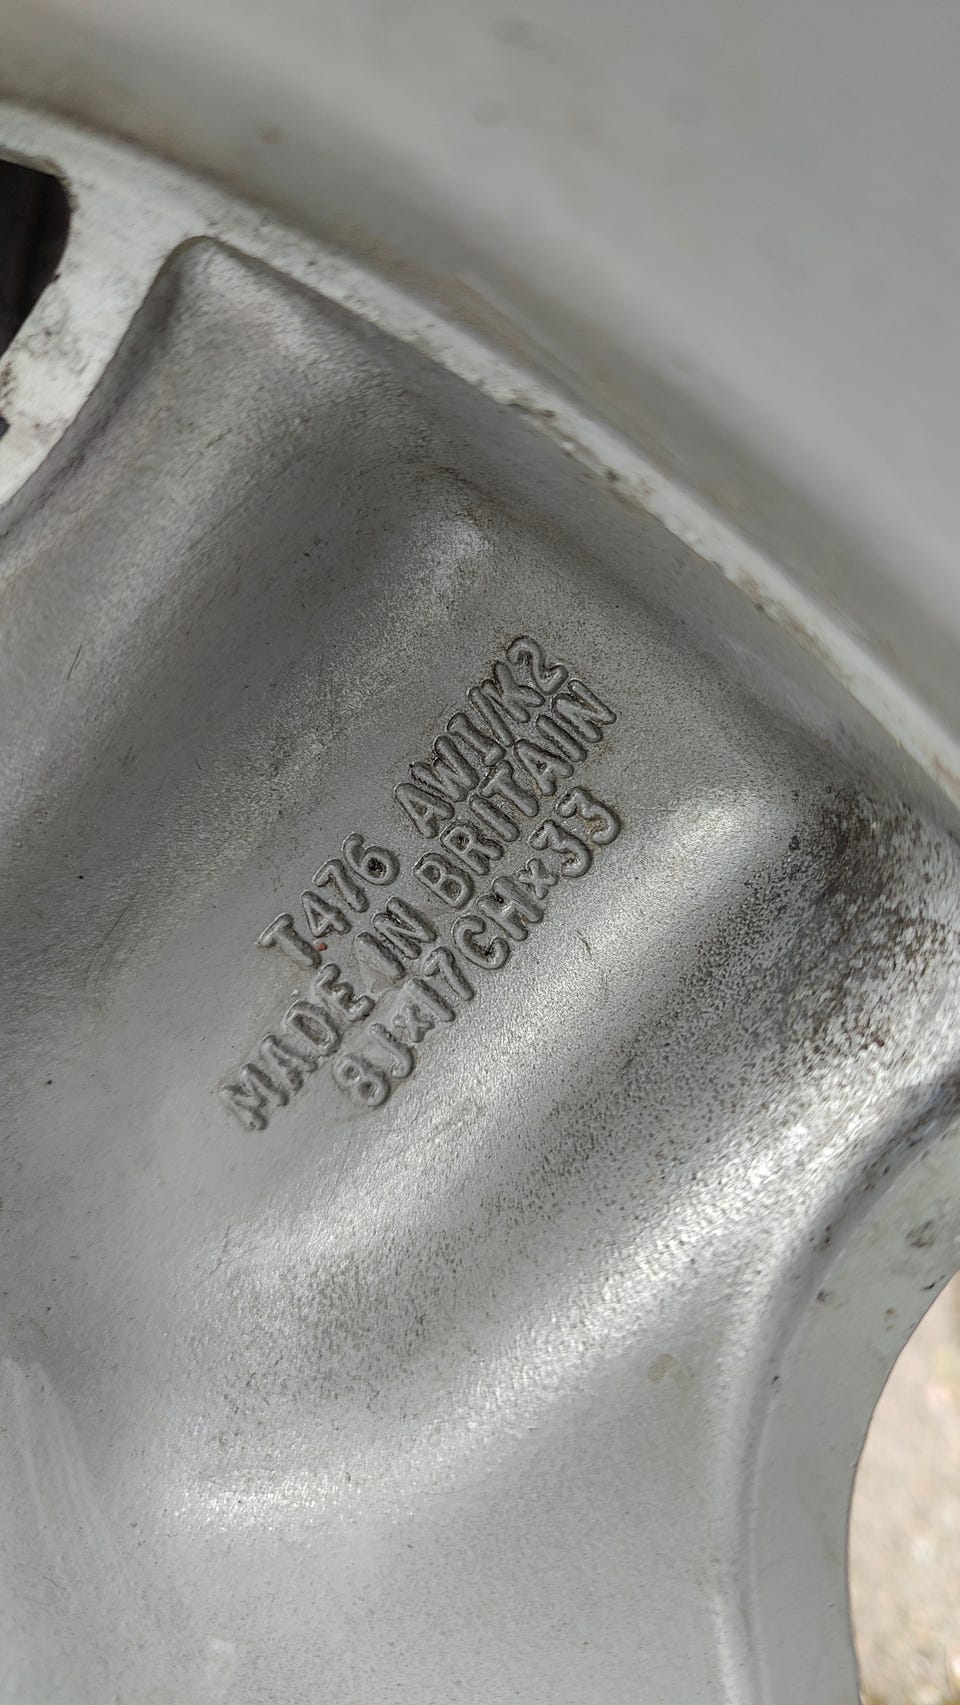 T476 AWI/K2
MADE IN BRITAIN
8Jx17CHx33